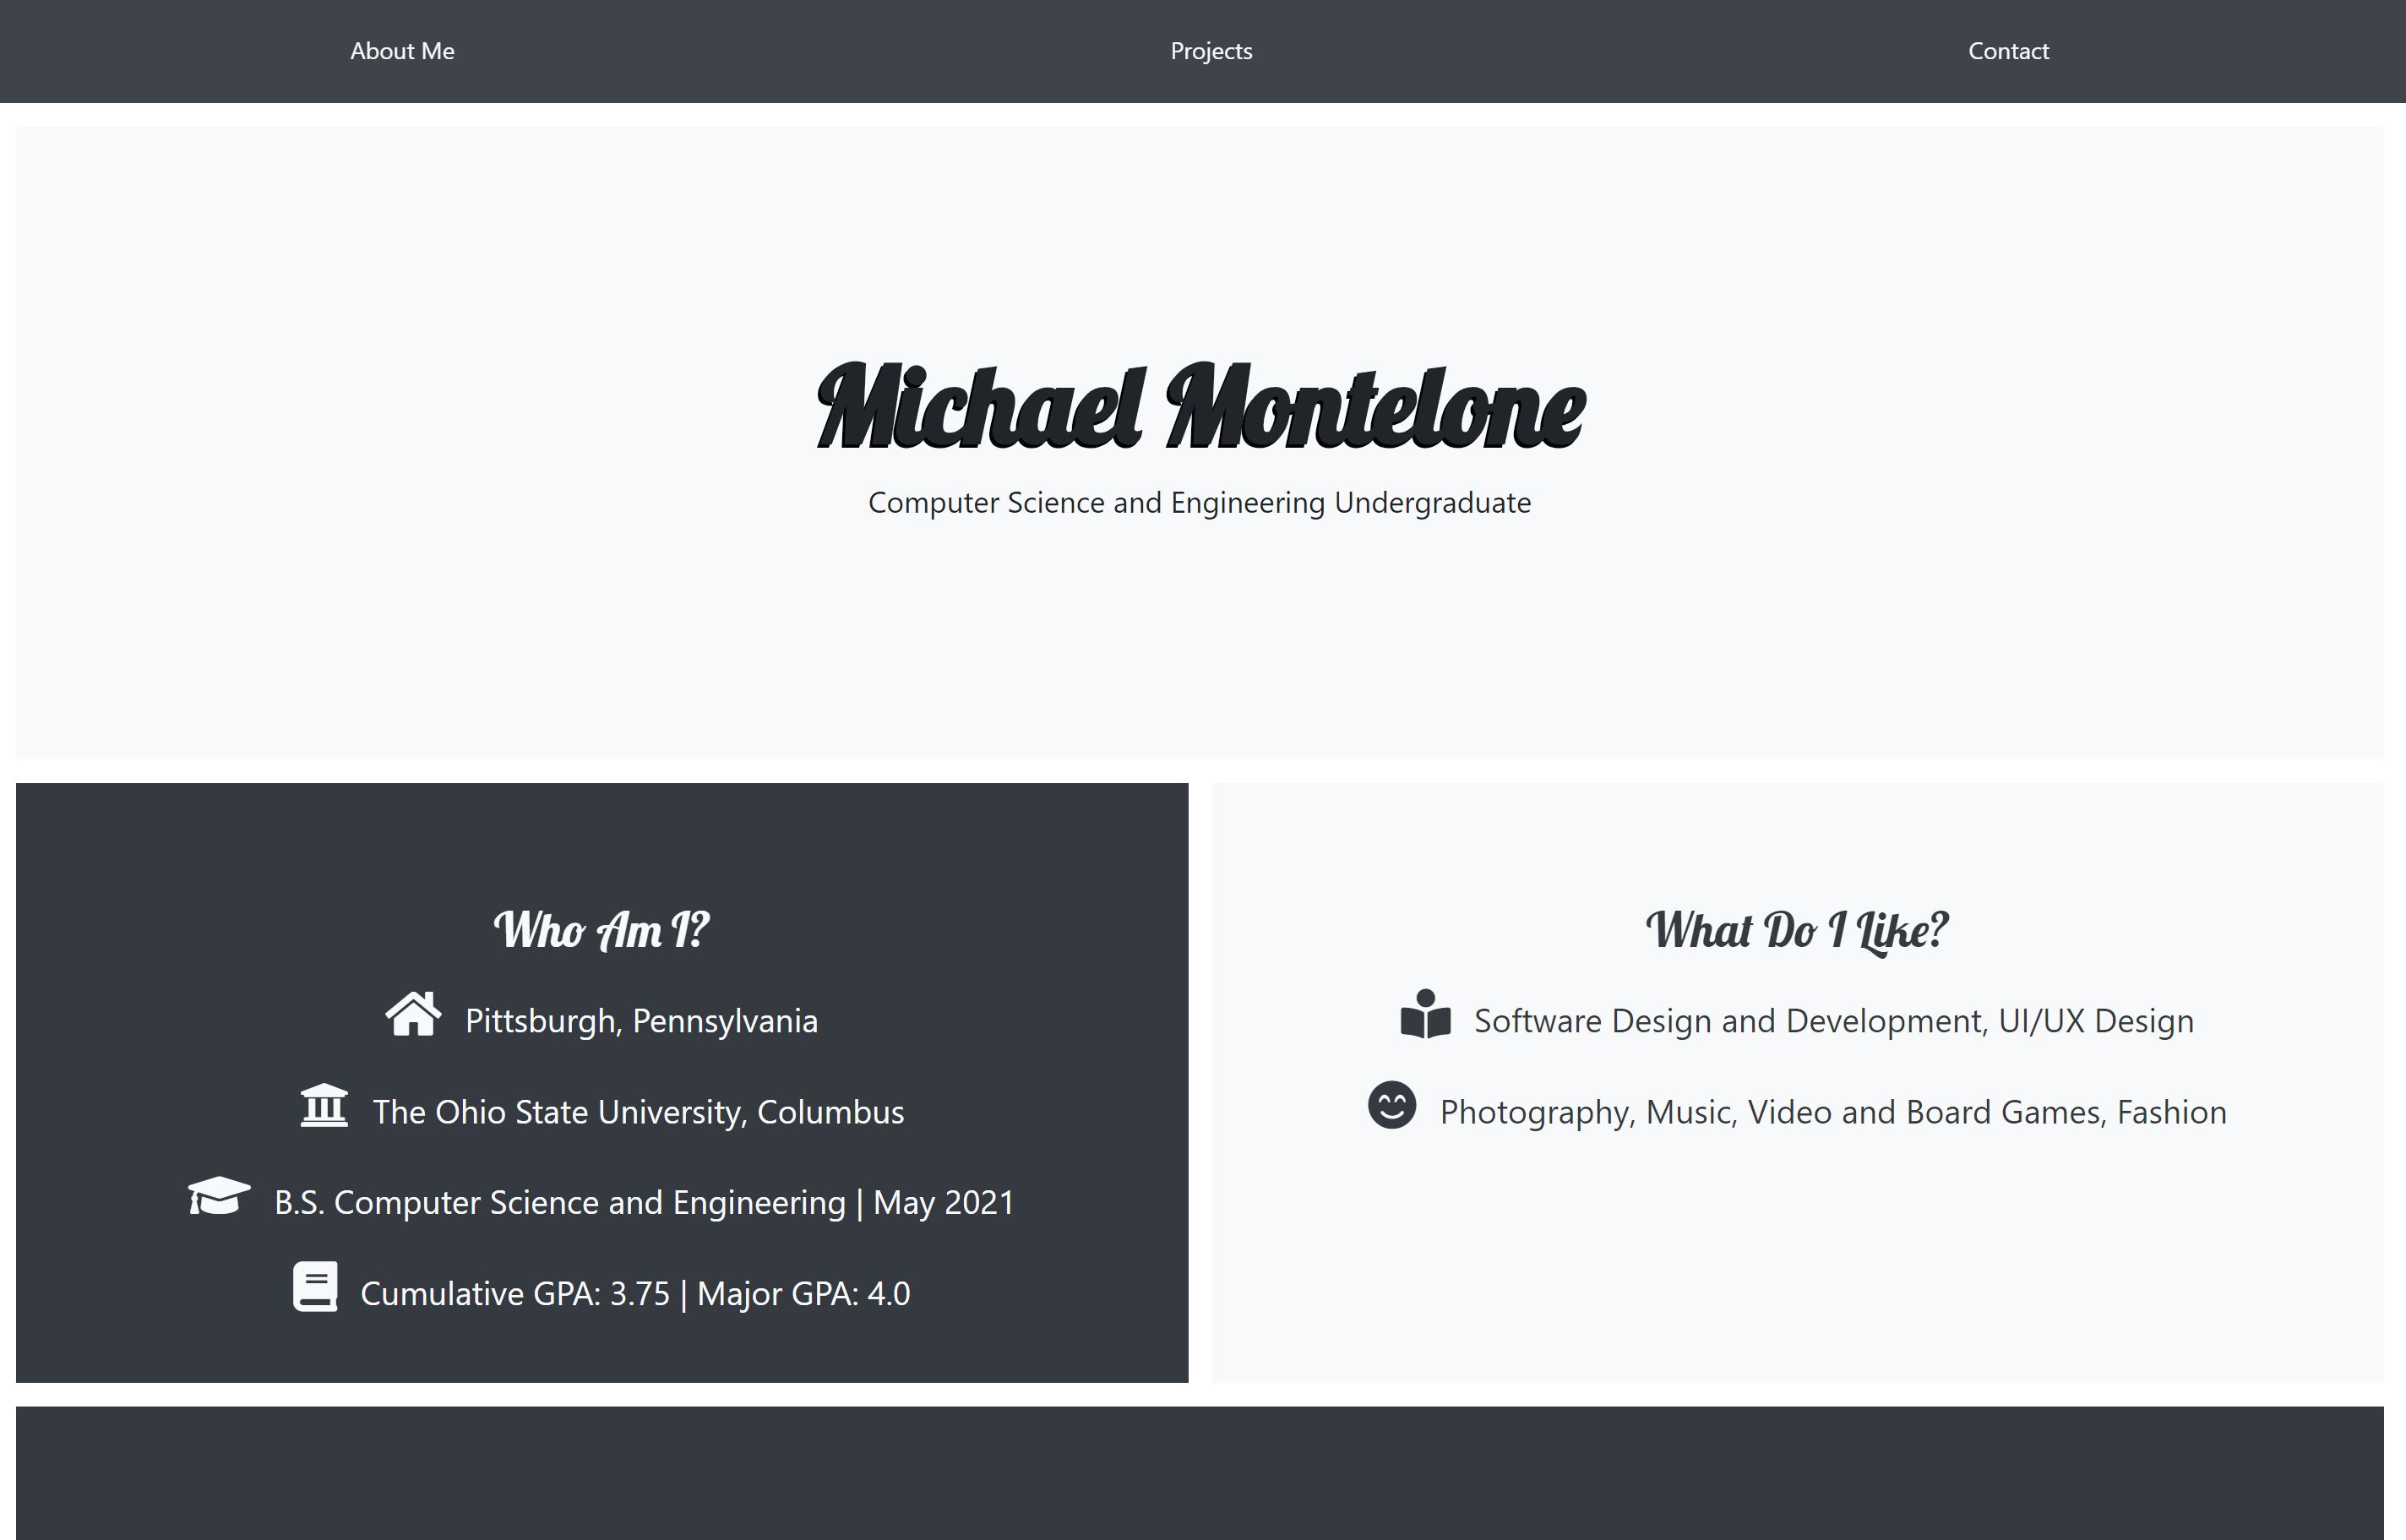 About Me
Projects
Contact
Michael Montelone
Computer Science and Engineering Undergraduate
Who Am I?
Pittsburgh, Pennsylvania
The Ohio State University, Columbus
B.S. Computer Science and Engineering | May 2021
Cumulative GPA: 3.75 | Major GPA: 4.0
What Do I Like?
Software Design and Development, UI/UX Design
Photography, Music, Video and Board Games, Fashion